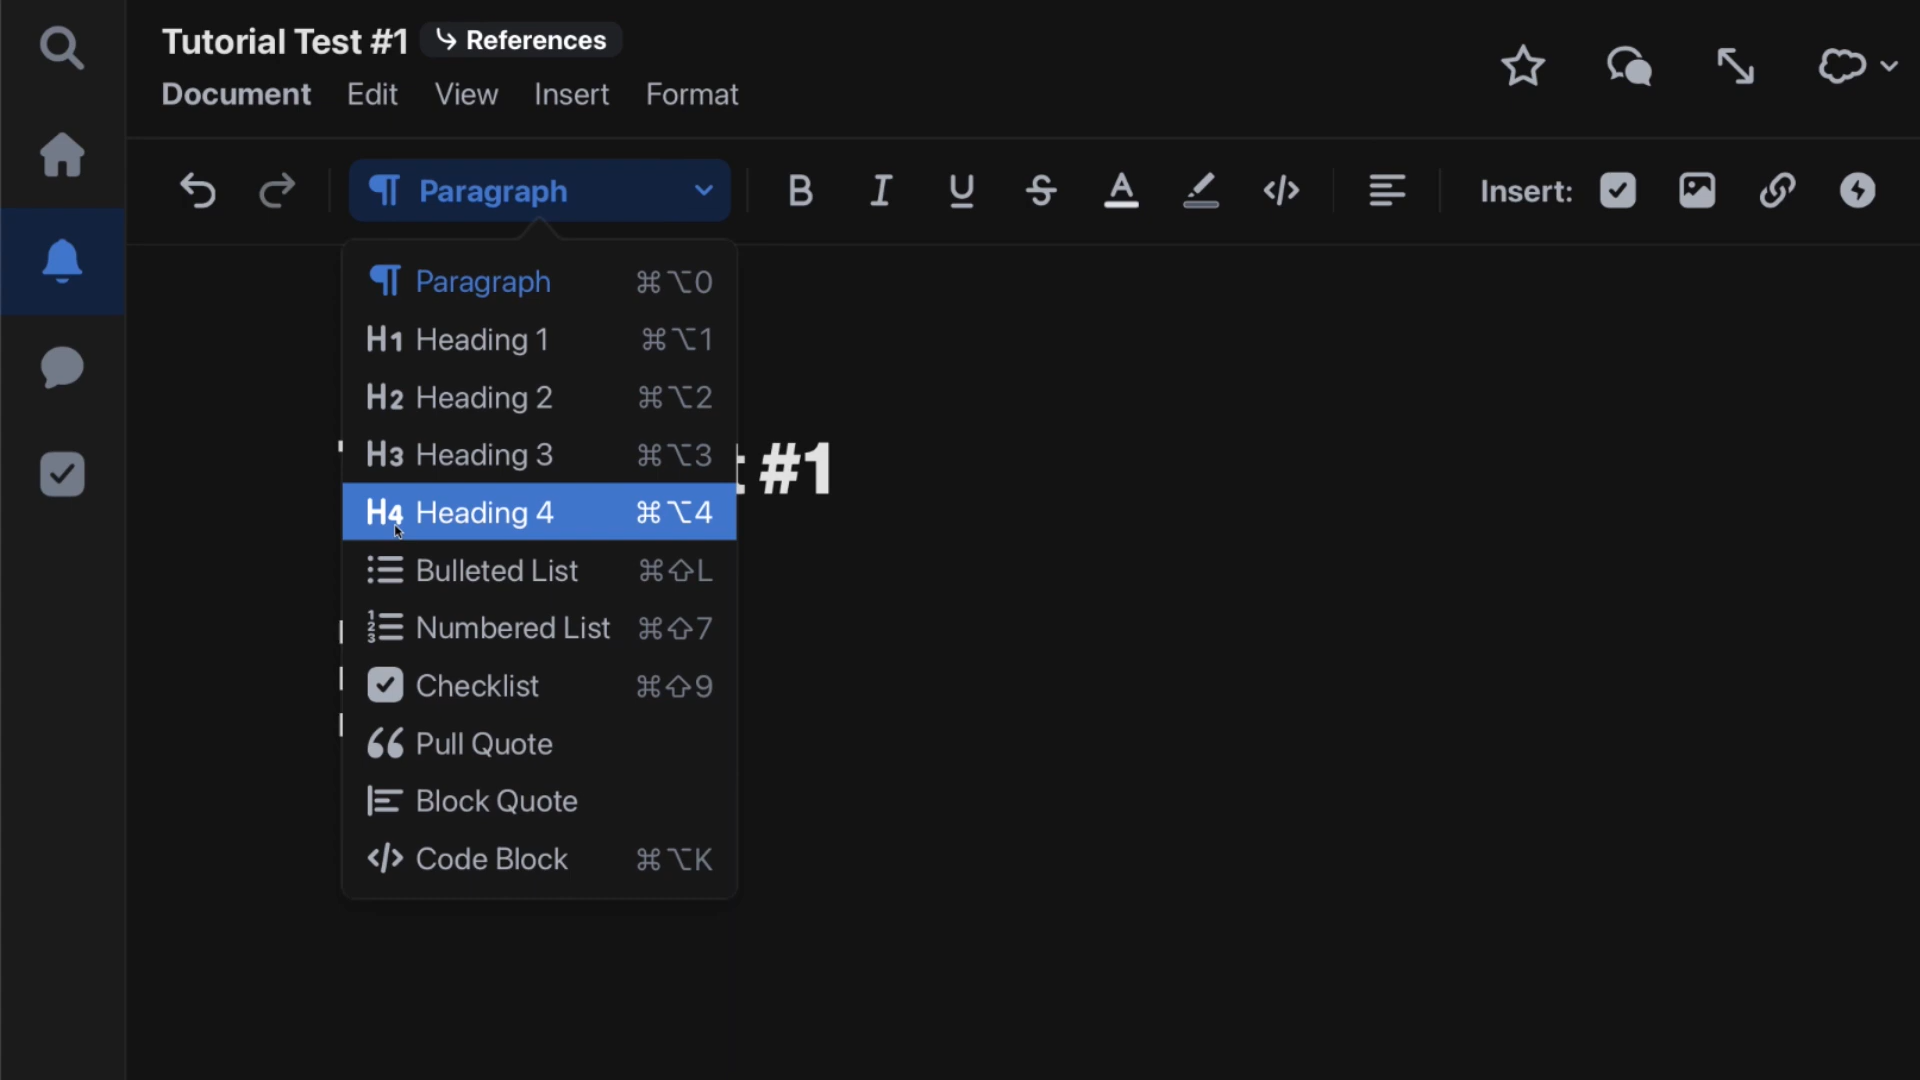 Tutorial Test #1 References
Document Edit View Insert Format
Paragraph B I U S A </> Insert:
Paragraph ⌘⌥0
H1 Heading 1 ⌘⌥1
H2 Heading 2 ⌘⌥2
H3 Heading 3 ⌘⌥3
t #1
H4 Heading 4 ⌘⌥4
Bulleted List ⌘⇧L
Numbered List ⌘⇧7
Checklist ⌘⇧9
Pull Quote
Block Quote
</> Code Block ⌘⌥K